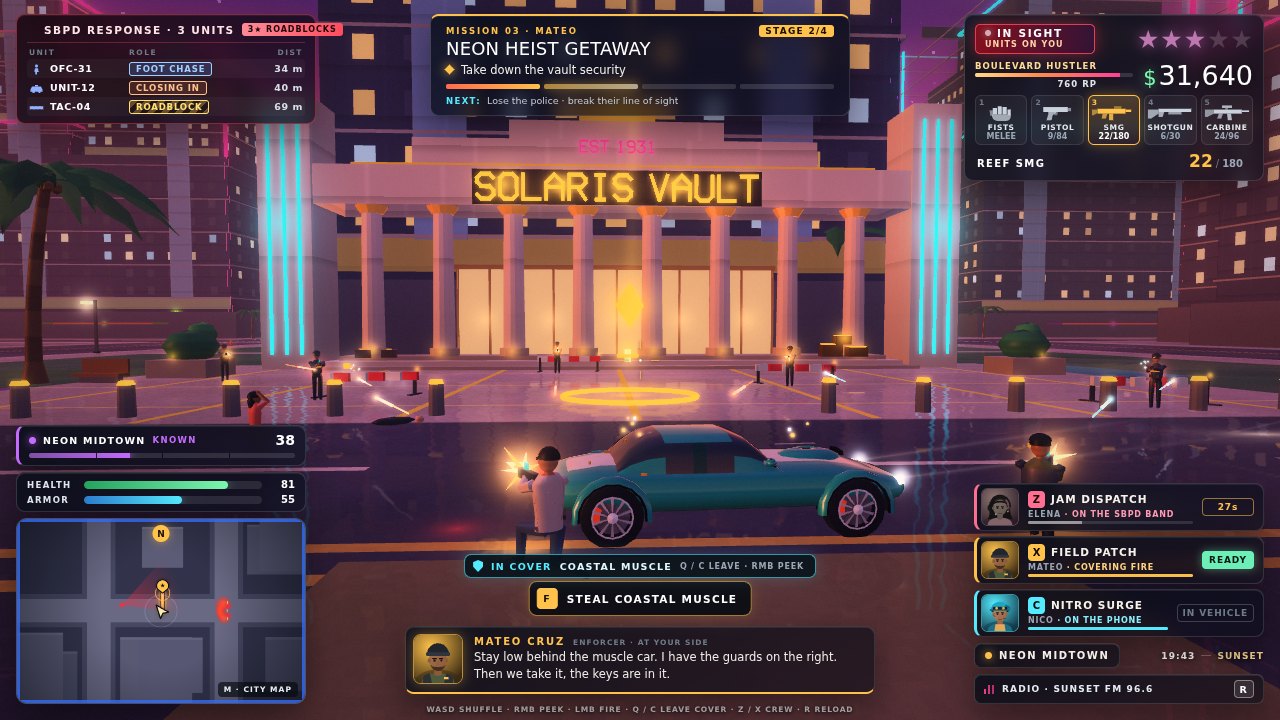 SBPD RESPONSE · 3 UNITS 3★ ROADBLOCKS
UNIT ROLE DIST
OFC-31 FOOT CHASE 34 m
UNIT-12 CLOSING IN 40 m
TAC-04 ROADBLOCK 69 m
MISSION 03 · MATEO STAGE 2/4
NEON HEIST GETAWAY
Take down the vault security
NEXT: Lose the police · break their line of sight
IN SIGHT
UNITS ON YOU
★★★★★
BOULEVARD HUSTLER
760 RP
$31,640
1 FISTS MELEE
2 PISTOL 9/84
3 SMG 22/180
4 SHOTGUN 6/30
5 CARBINE 24/96
REEF SMG 22 / 180
EST 1931
SOLARIS VAULT
NEON MIDTOWN KNOWN 38
HEALTH 81
ARMOR 55
N
M · CITY MAP
IN COVER COASTAL MUSCLE Q / C LEAVE · RMB PEEK
F STEAL COASTAL MUSCLE
MATEO CRUZ ENFORCER · AT YOUR SIDE
Stay low behind the muscle car. I have the guards on the right.
Then we take it, the keys are in it.
WASD SHUFFLE · RMB PEEK · LMB FIRE · Q / C LEAVE COVER · Z / X CREW · R RELOAD
Z JAM DISPATCH
ELENA · ON THE SBPD BAND
27s
X FIELD PATCH
MATEO · COVERING FIRE
READY
C NITRO SURGE
NICO · ON THE PHONE
IN VEHICLE
NEON MIDTOWN 19:43 — SUNSET
RADIO · SUNSET FM 96.6 R